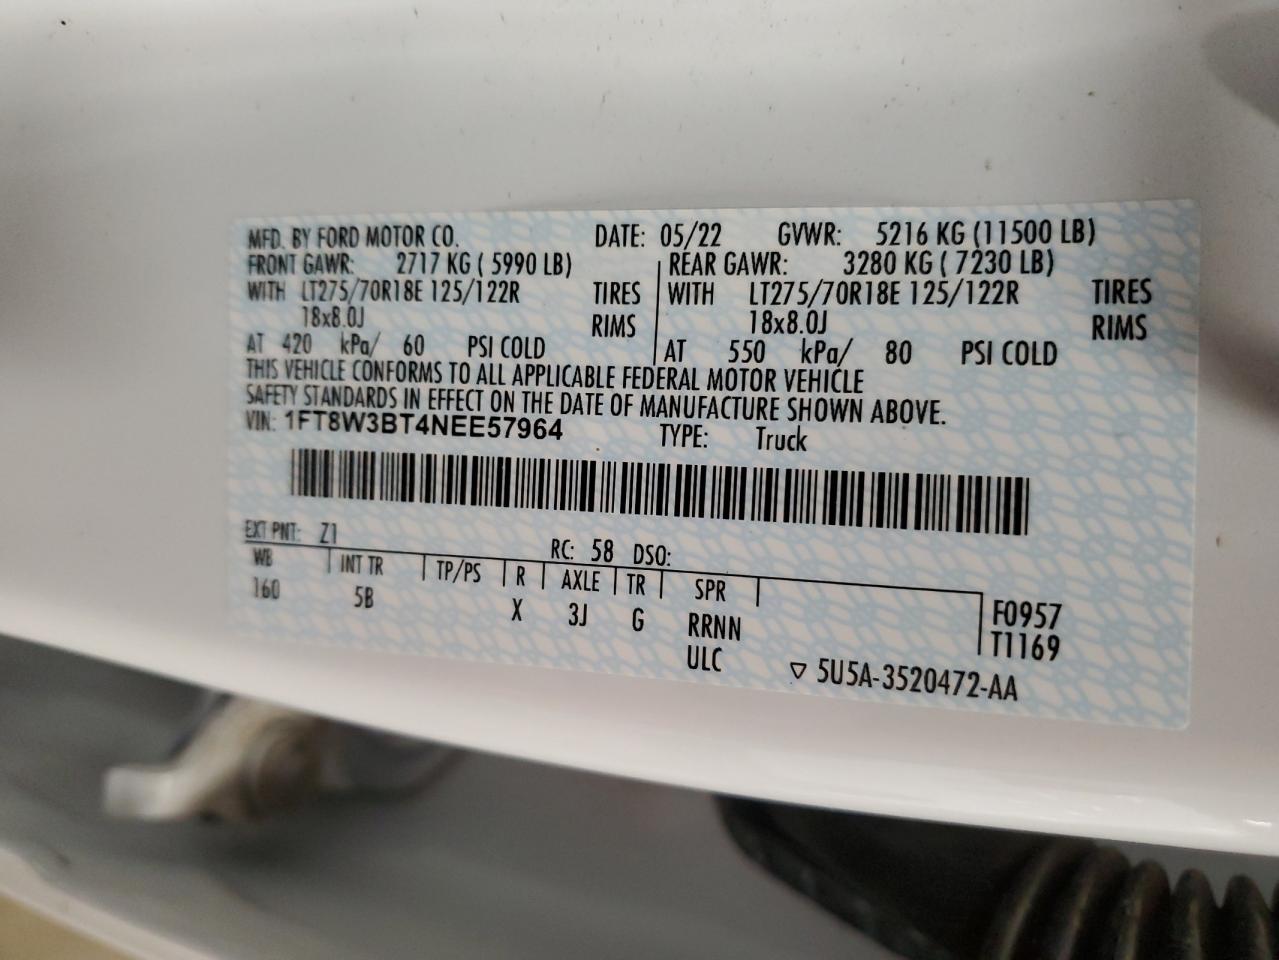 MFD. BY FORD MOTOR CO. DATE: 05/22 GVWR: 5216 KG (11500 LB)
FRONT GAWR: 2717 KG ( 5990 LB) REAR GAWR: 3280 KG ( 7230 LB)
WITH LT275/70R18E 125/122R TIRES WITH LT275/70R18E 125/122R TIRES
18x8.0J RIMS 18x8.0J RIMS
AT 420 kPa/ 60 PSI COLD AT 550 kPa/ 80 PSI COLD
THIS VEHICLE CONFORMS TO ALL APPLICABLE FEDERAL MOTOR VEHICLE
SAFETY STANDARDS IN EFFECT ON THE DATE OF MANUFACTURE SHOWN ABOVE.
VIN: 1FT8W3BT4NEE57964 TYPE: Truck
EXT PNT: Z1 RC: 58 DSO:
WB INT TR TP/PS R AXLE TR SPR
160 5B X 3J G RRNN F0957
ULC T1169
▽ 5U5A-3520472-AA